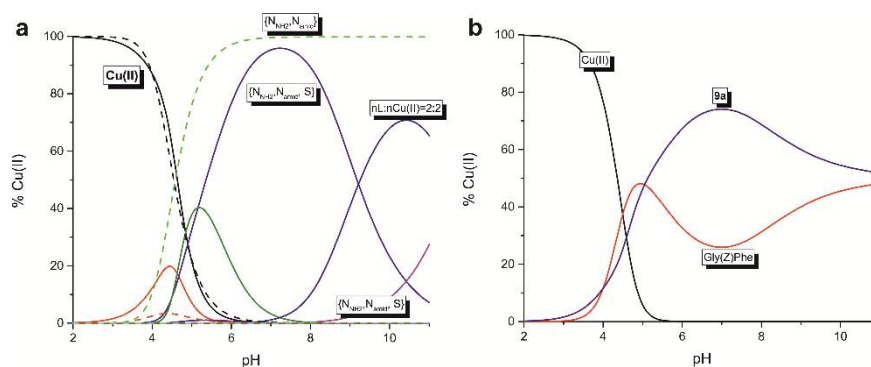 a
{N_NH2, N_amid}
Cu(II)
{N_NH2, N_amid, S}
nL:nCu(II)=2:2
{N_NH2, N_amid, S}
% Cu(II)
100
80
60
40
20
0
2 4 6 8 10
pH
b
Cu(II)
9a
Gly(Z)Phe
% Cu(II)
100
80
60
40
20
0
2 4 6 8 10
pH